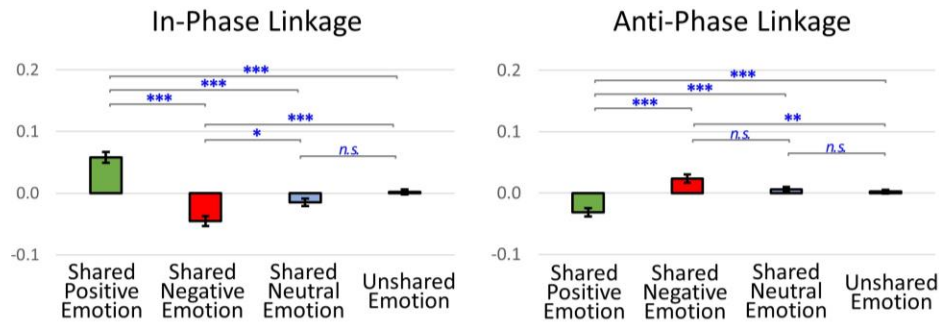 In-Phase Linkage
0.2
0.1
0.0
-0.1
***
***
***
***
*
n.s.
Shared
Positive
Emotion
Shared
Negative
Emotion
Shared
Neutral
Emotion
Unshared
Emotion
Anti-Phase Linkage
0.2
0.1
0.0
-0.1
***
***
***
**
n.s.
n.s.
Shared
Positive
Emotion
Shared
Negative
Emotion
Shared
Neutral
Emotion
Unshared
Emotion